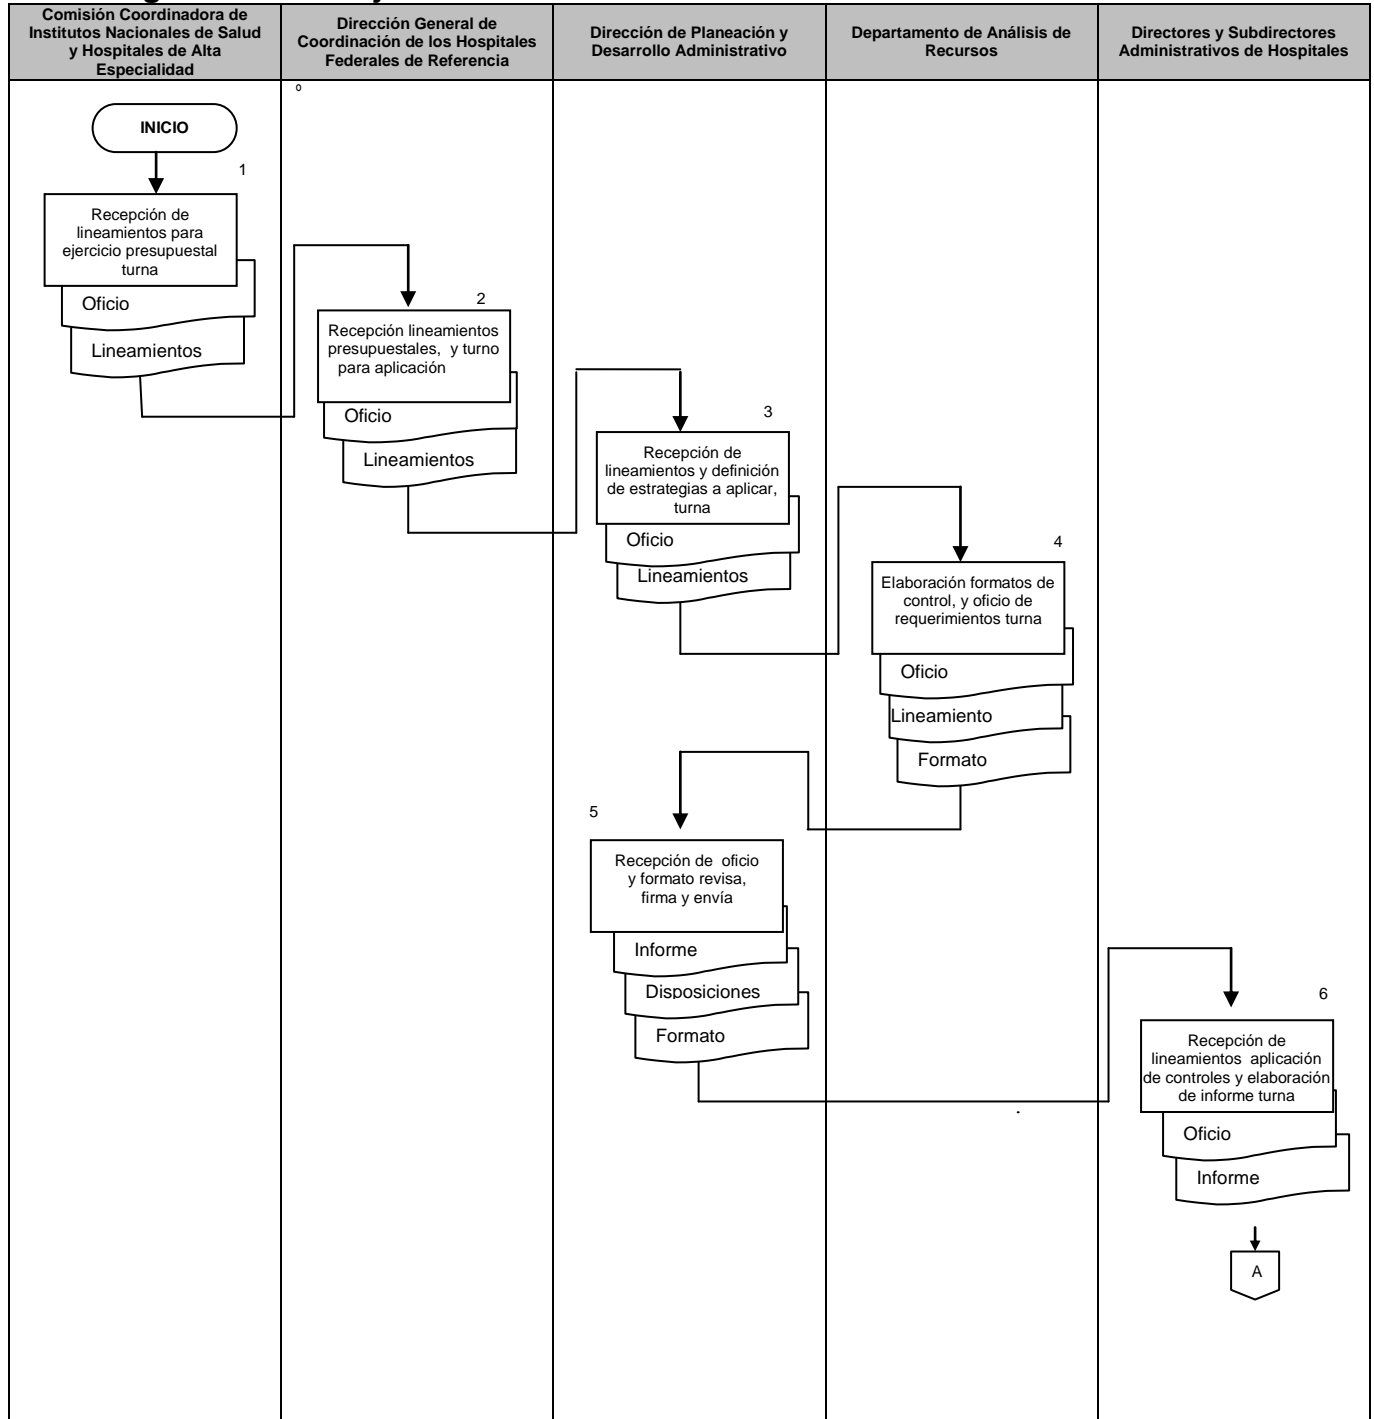 Comisión Coordinadora de
Institutos Nacionales de Salud
y Hospitales de Alta
Especialidad
Dirección General de
Coordinación de los Hospitales
Federales de Referencia
Dirección de Planeación y
Desarrollo Administrativo
Departamento de Análisis de
Recursos
Directores y Subdirectores
Administrativos de Hospitales
o
INICIO
1
Recepción de
lineamientos para
ejercicio presupuestal
turna
Oficio
Lineamientos
2
Recepción lineamientos
presupuestales, y turno
para aplicación
Oficio
Lineamientos
3
Recepción de
lineamientos y definición
de estrategias a aplicar,
turna
Oficio
Lineamientos
4
Elaboración formatos de
control, y oficio de
requerimientos turna
Oficio
Lineamiento
Formato
5
Recepción de oficio
y formato revisa,
firma y envía
Informe
Disposiciones
Formato
6
Recepción de
lineamientos aplicación
de controles y elaboración
de informe turna
Oficio
Informe
.
A